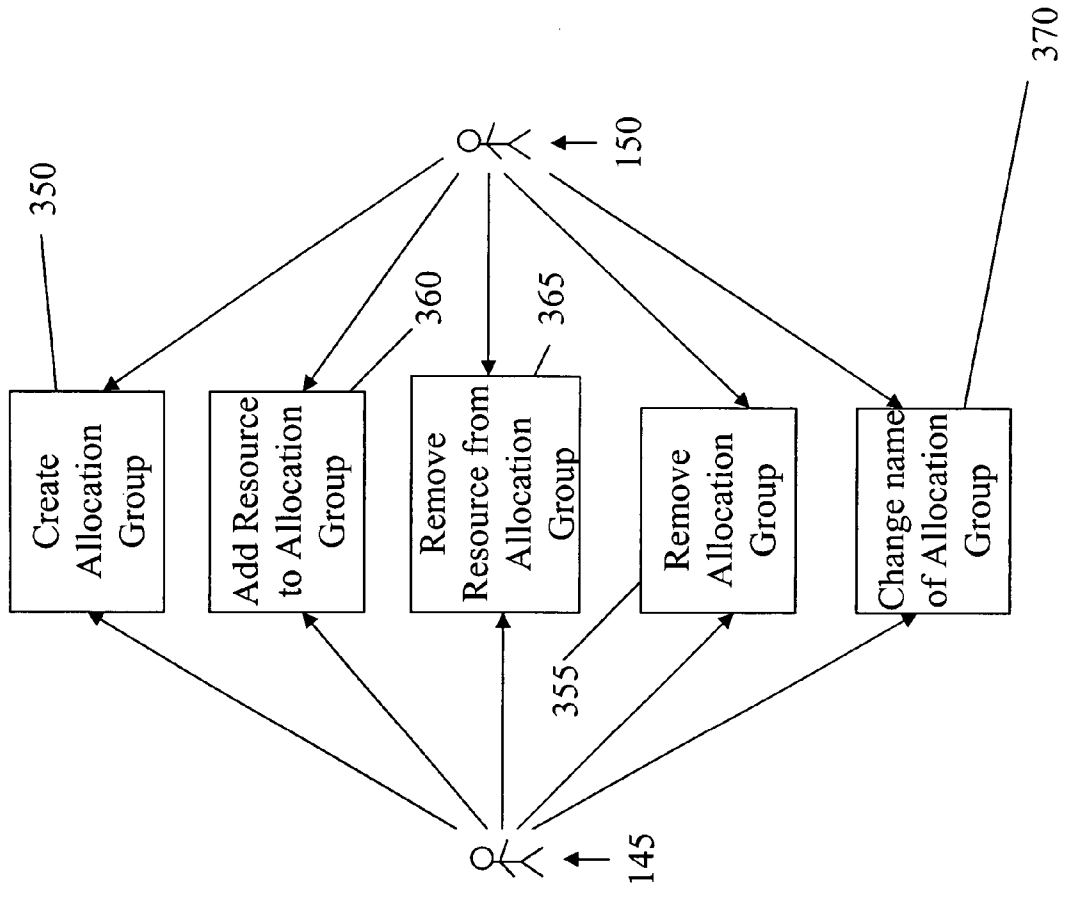 350
Create
Allocation
Group
Add Resource
to Allocation
Group
360
Remove
Resource from
Allocation
Group
365
150
355
Remove
Allocation
Group
145
Change name
of Allocation
Group
370